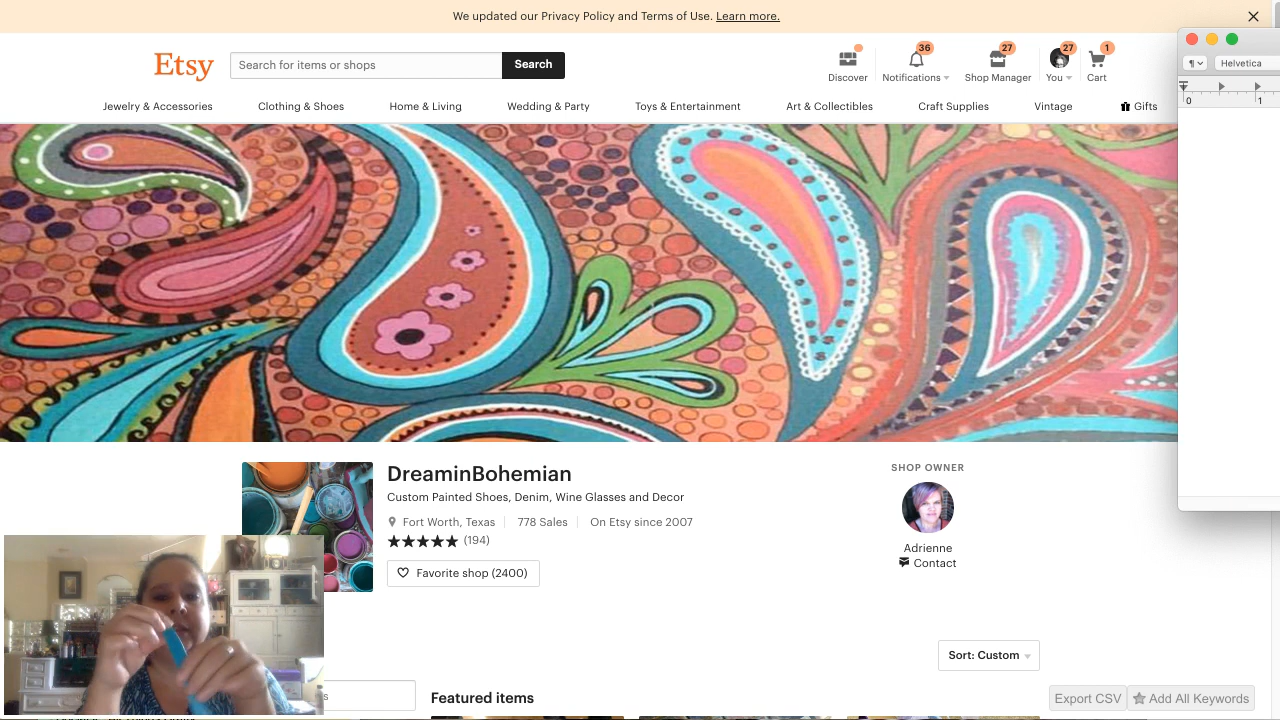 We updated our Privacy Policy and Terms of Use. Learn more.
Etsy
Search for items or shops
Search
36
27
27
1
Discover
Notifications
Shop Manager
You
Cart
Helvetica
0
1
Jewelry & Accessories
Clothing & Shoes
Home & Living
Wedding & Party
Toys & Entertainment
Art & Collectibles
Craft Supplies
Vintage
Gifts
DreaminBohemian
Custom Painted Shoes, Denim, Wine Glasses and Decor
Fort Worth, Texas
778 Sales
On Etsy since 2007
(194)
Favorite shop (2400)
SHOP OWNER
Adrienne
Contact
Sort: Custom
Featured items
Export CSV
Add All Keywords